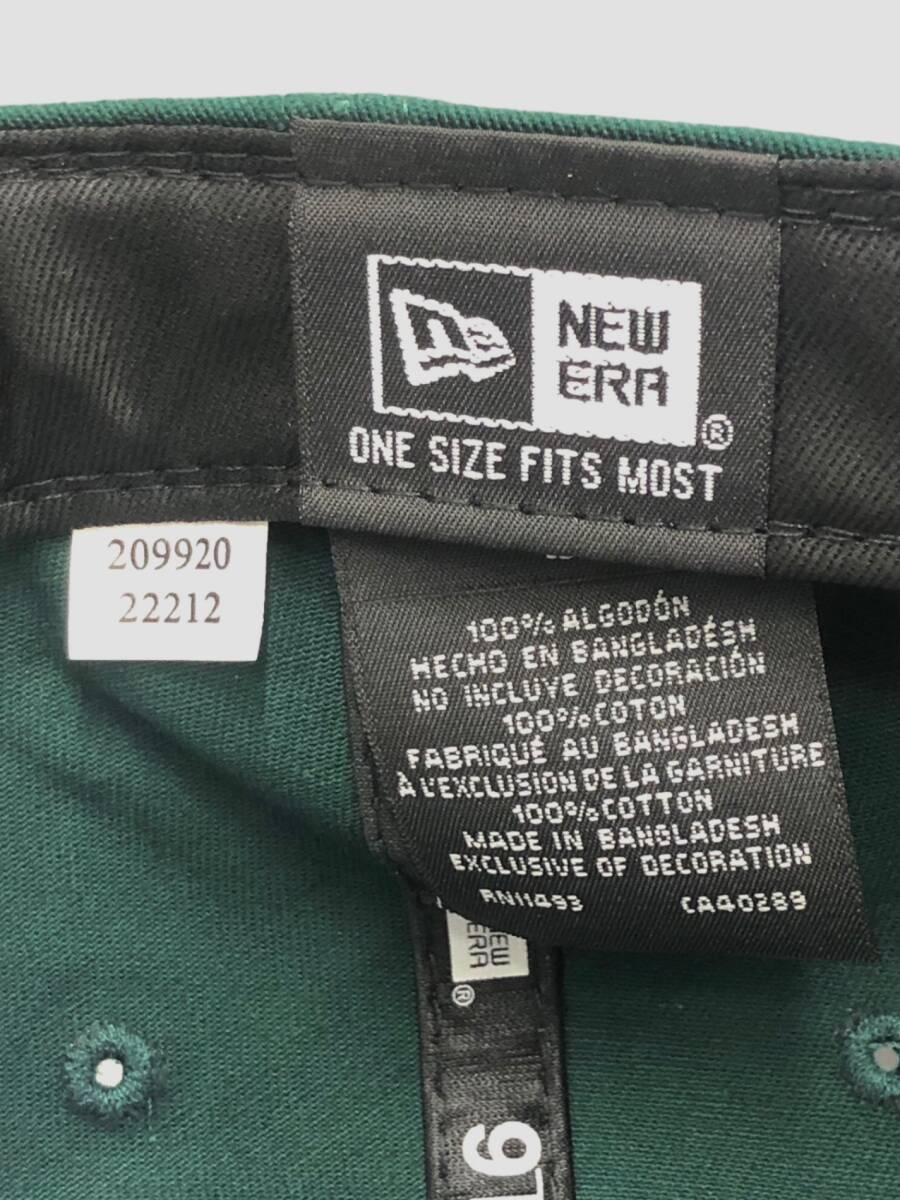 NEW
ERA
®
ONE SIZE FITS MOST
209920
22212
100% ALGODÓN
HECHO EN BANGLADÉSH
NO INCLUYE DECORACIÓN
100% COTON
FABRIQUÉ AU BANGLADESH
À L'EXCLUSION DE LA GARNITURE
100% COTTON
MADE IN BANGLADESH
EXCLUSIVE OF DECORATION
RN11493 CA40289
NEW
ERA
®